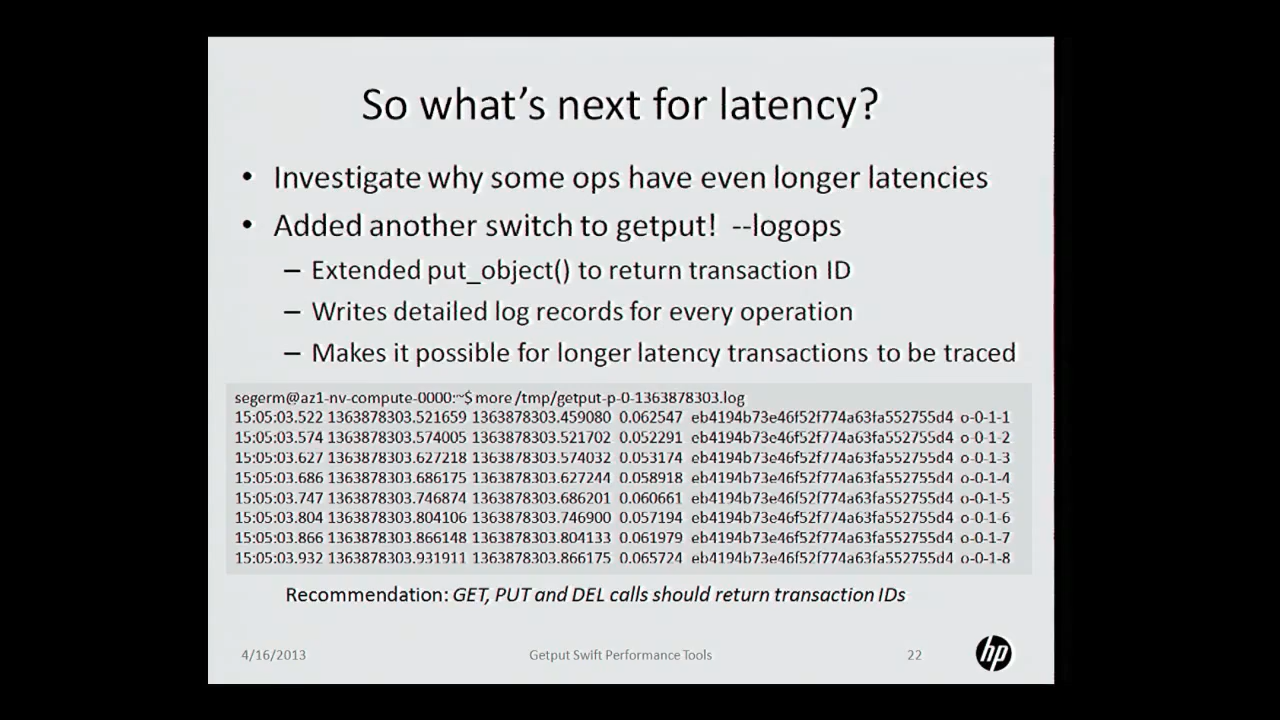 So what's next for latency?
• Investigate why some ops have even longer latencies
• Added another switch to getput! --logops
– Extended put_object() to return transaction ID
– Writes detailed log records for every operation
– Makes it possible for longer latency transactions to be traced
segerm@az1-nv-compute-0000:~$ more /tmp/getput-p-0-1363878303.log
15:05:03.522 1363878303.521659 1363878303.459080 0.062547 eb4194b73e46f52f774a63fa552755d4 o-0-1-1
15:05:03.574 1363878303.574005 1363878303.521702 0.052291 eb4194b73e46f52f774a63fa552755d4 o-0-1-2
15:05:03.627 1363878303.627218 1363878303.574032 0.053174 eb4194b73e46f52f774a63fa552755d4 o-0-1-3
15:05:03.686 1363878303.686175 1363878303.627244 0.058918 eb4194b73e46f52f774a63fa552755d4 o-0-1-4
15:05:03.747 1363878303.746874 1363878303.686201 0.060661 eb4194b73e46f52f774a63fa552755d4 o-0-1-5
15:05:03.804 1363878303.804106 1363878303.746900 0.057194 eb4194b73e46f52f774a63fa552755d4 o-0-1-6
15:05:03.866 1363878303.866148 1363878303.804133 0.061979 eb4194b73e46f52f774a63fa552755d4 o-0-1-7
15:05:03.932 1363878303.931911 1363878303.866175 0.065724 eb4194b73e46f52f774a63fa552755d4 o-0-1-8
Recommendation: GET, PUT and DEL calls should return transaction IDs
4/16/2013
Getput Swift Performance Tools
22
hp